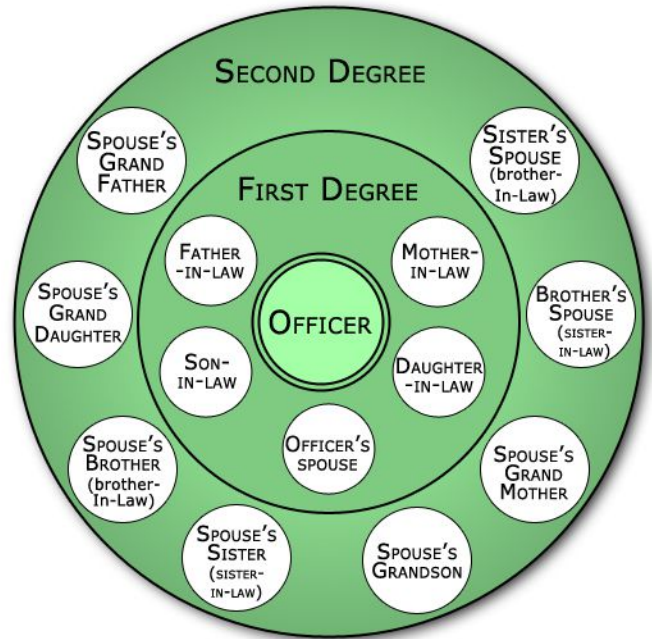 SECOND DEGREE
SPOUSE'S
GRAND
FATHER
SISTER'S
SPOUSE
(brother-
In-Law)
FIRST DEGREE
FATHER
-IN-LAW
MOTHER-
IN-LAW
SPOUSE'S
GRAND
DAUGHTER
OFFICER
BROTHER'S
SPOUSE
(SISTER-
IN-LAW)
SON-
IN-LAW
DAUGHTER
-IN-LAW
OFFICER'S
SPOUSE
SPOUSE'S
BROTHER
(brother-
In-Law)
SPOUSE'S
GRAND
MOTHER
SPOUSE'S
SISTER
(SISTER-
IN-LAW)
SPOUSE'S
GRANDSON